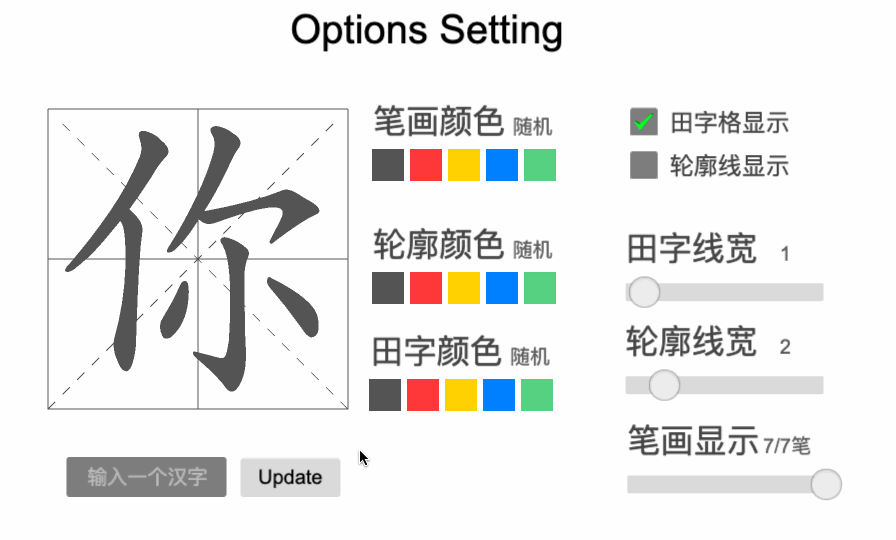 Options Setting
你
笔画颜色 随机
轮廓颜色 随机
田字颜色 随机
田字格显示
轮廓线显示
田字线宽 1
轮廓线宽 2
笔画显示 7/7笔
输入一个汉字
Update